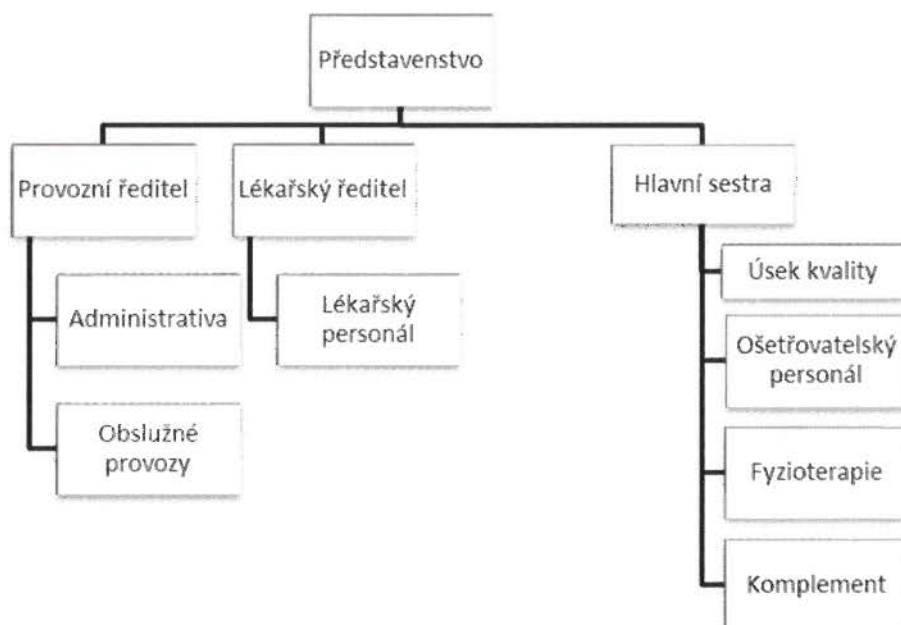 Představenstvo
Provozní ředitel
Lékařský ředitel
Hlavní sestra
Administrativa
Obslužné
provozy
Lékařský
personál
Úsek kvality
Ošetřovatelský
personál
Fyzioterapie
Komplement